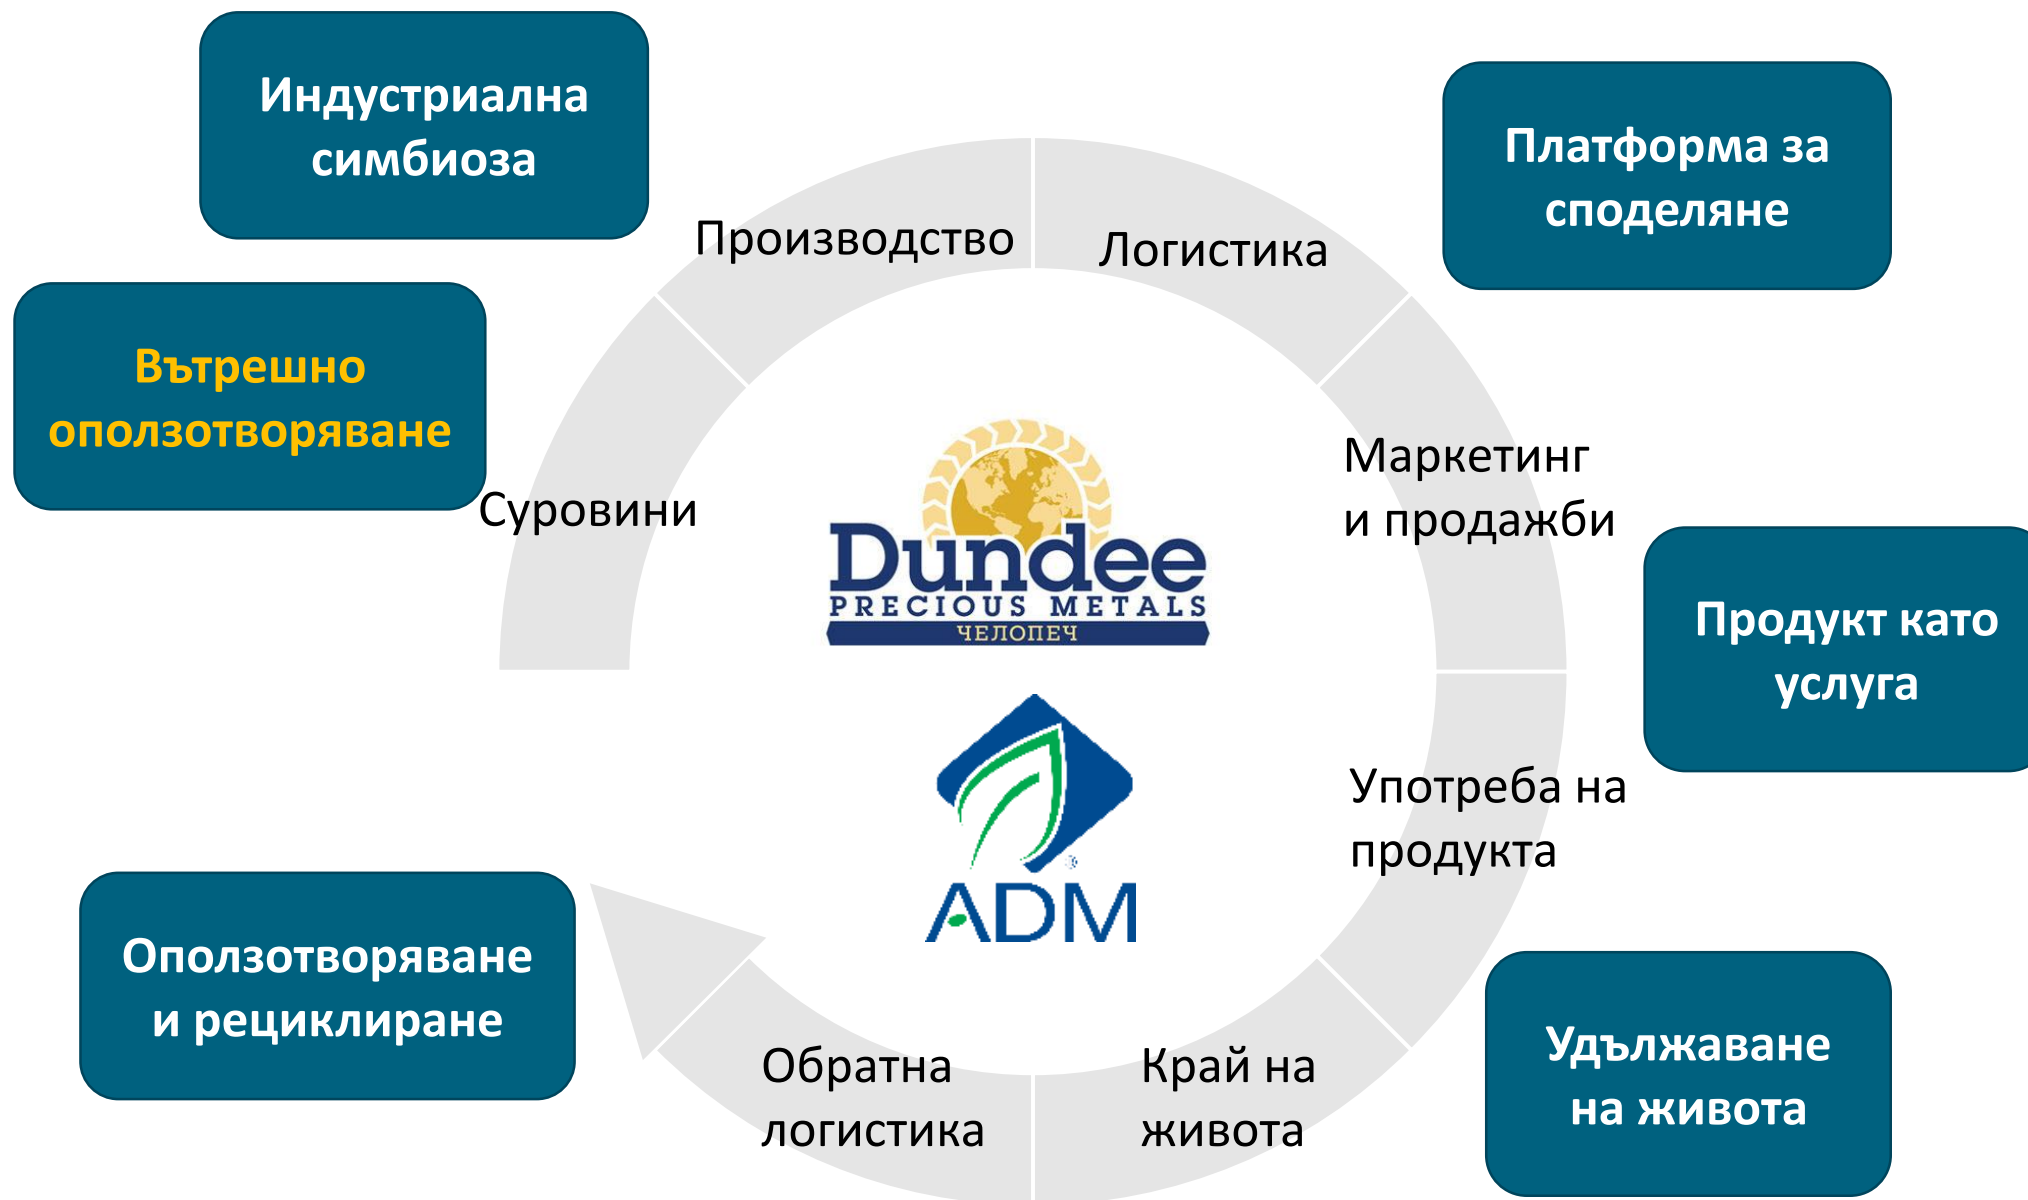 Индустриална
симбиоза
Платформа за
споделяне
Производство
Логистика
Вътрешно
оползотворяване
Суровини
Маркетинг
и продажби
Dundee
PRECIOUS METALS
ЧЕЛОПЕЧ
Продукт като
услуга
Употреба на
продукта
ADM
Оползотворяване
и рециклиране
Обратна
логистика
Край на
живота
Удължаване
на живота